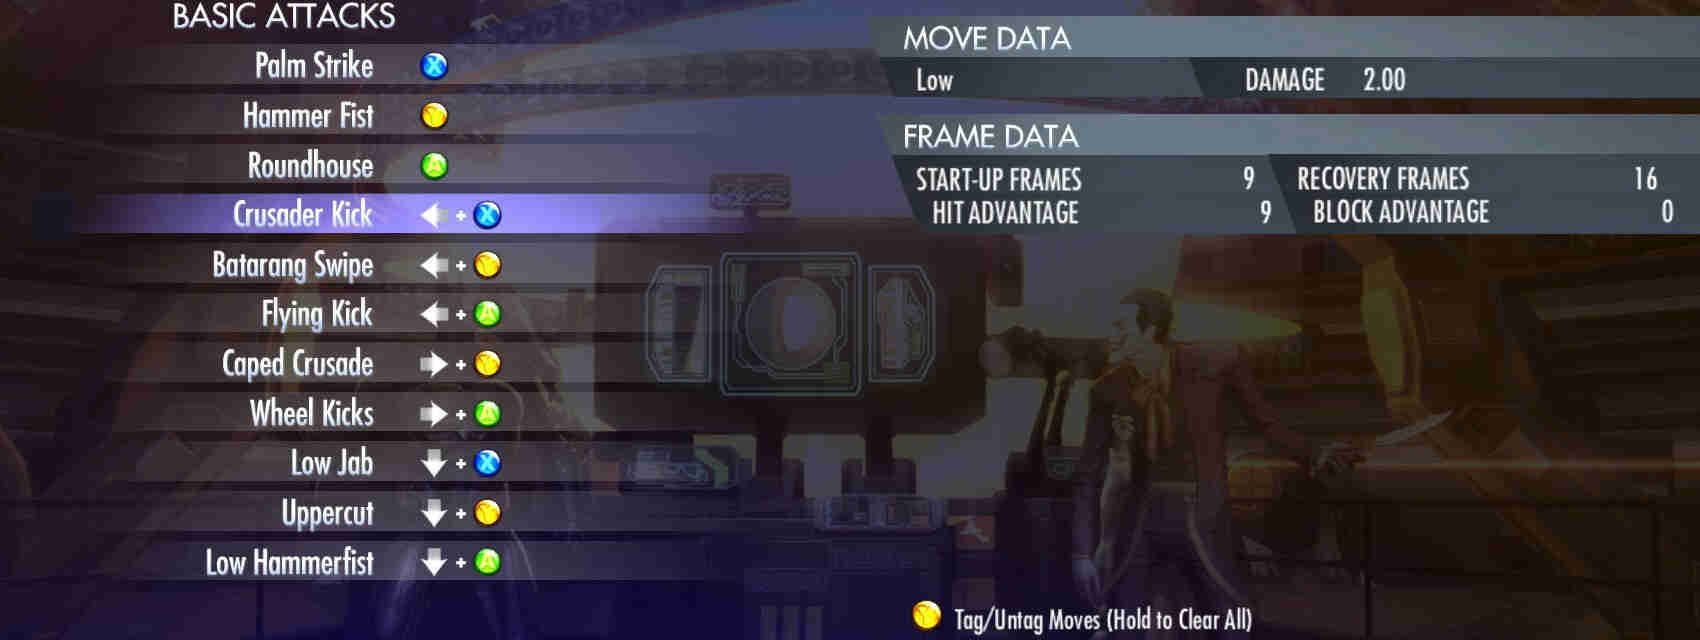 BASIC ATTACKS
Palm Strike X
Hammer Fist Y
Roundhouse A
Crusader Kick + X
Batarang Swipe + Y
Flying Kick + A
Caped Crusade + Y
Wheel Kicks + A
Low Jab + X
Uppercut + Y
Low Hammerfist + A
MOVE DATA
Low DAMAGE 2.00
FRAME DATA
START-UP FRAMES 9 RECOVERY FRAMES 16
HIT ADVANTAGE 9 BLOCK ADVANTAGE 0
Y Tag/Untag Moves (Hold to Clear All)